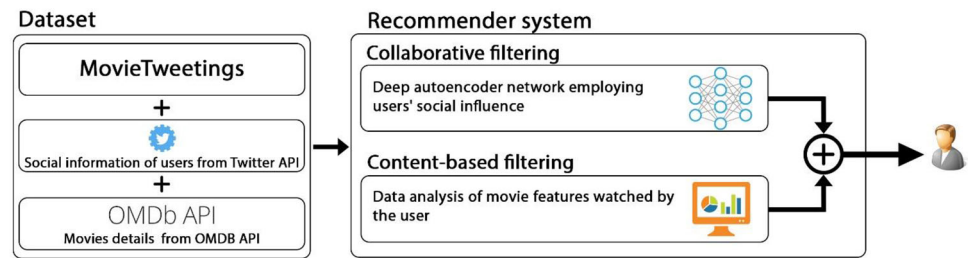 Dataset
MovieTweetings
+
Social information of users from Twitter API
+
OMDb API
Movies details from OMDB API
Recommender system
Collaborative filtering
Deep autoencoder network employing
users' social influence
Content-based filtering
Data analysis of movie features watched by
the user
+